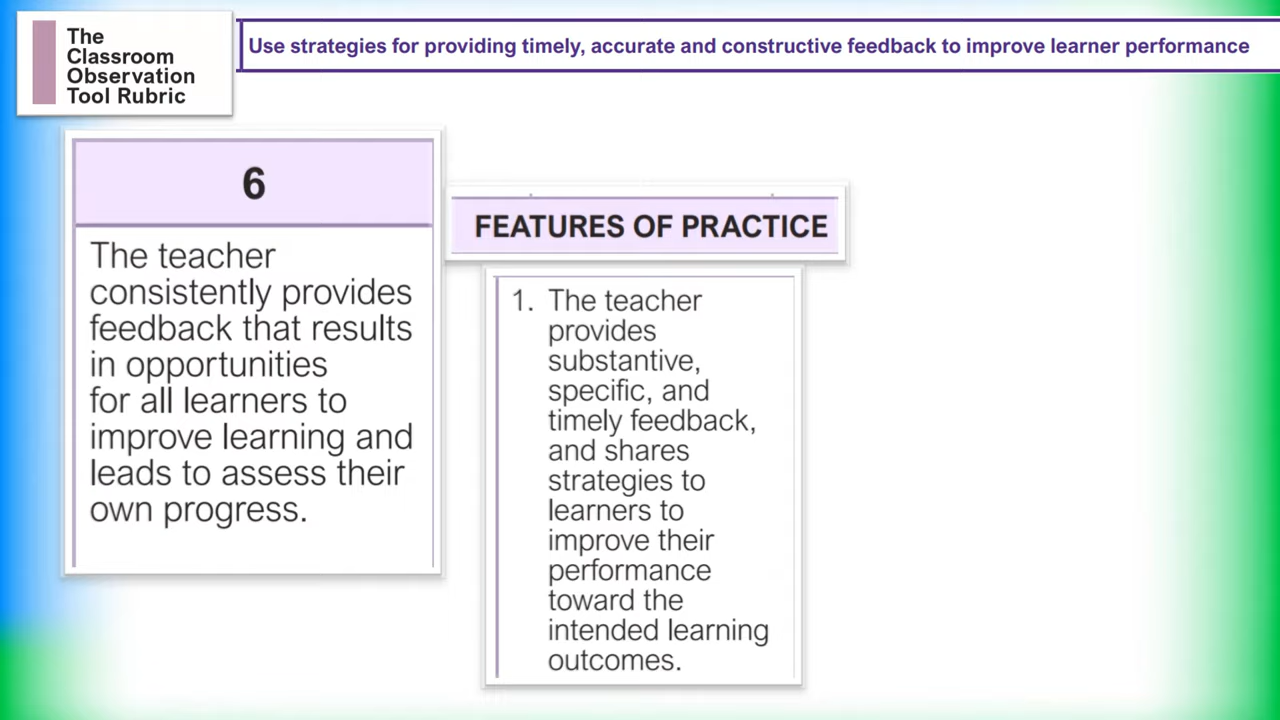 The
Classroom
Observation
Tool Rubric
Use strategies for providing timely, accurate and constructive feedback to improve learner performance
6
The teacher
consistently provides
feedback that results
in opportunities
for all learners to
improve learning and
leads to assess their
own progress.
FEATURES OF PRACTICE
1. The teacher
provides
substantive,
specific, and
timely feedback,
and shares
strategies to
learners to
improve their
performance
toward the
intended learning
outcomes.